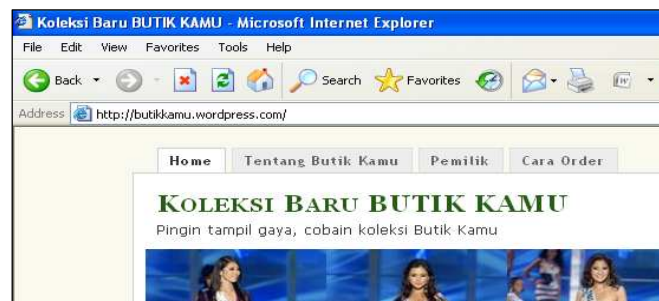 Koleksi Baru BUTIK KAMU - Microsoft Internet Explorer
File Edit View Favorites Tools Help
Back Search Favorites
Address http://butikkamu.wordpress.com/
Home Tentang Butik Kamu Pemilik Cara Order
KOLEKSI BARU BUTIK KAMU
Pingin tampil gaya, cobain koleksi Butik Kamu